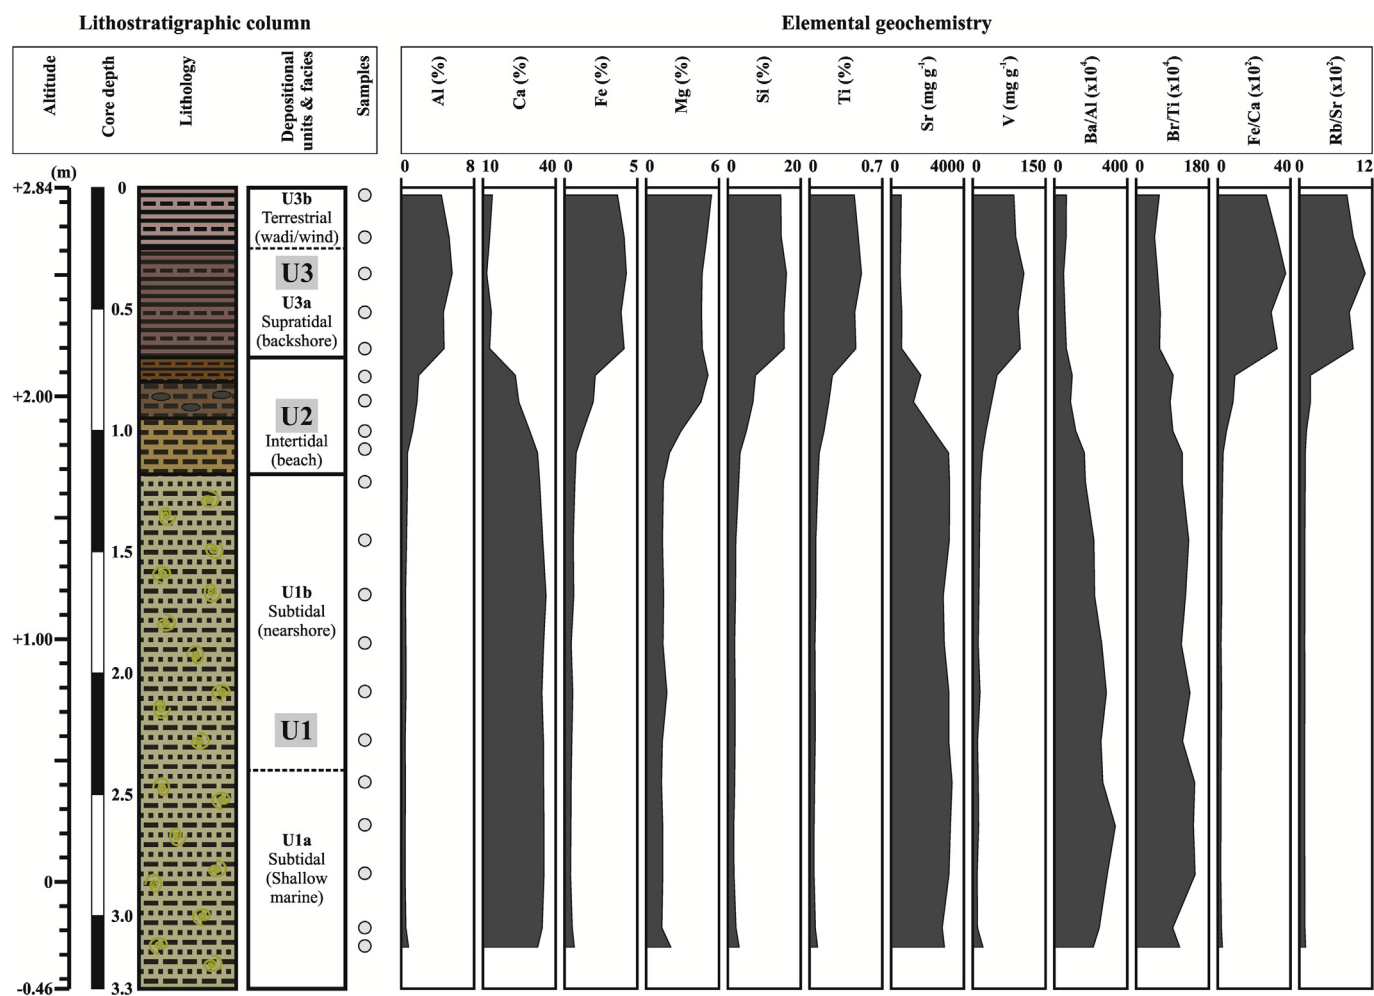 Lithostratigraphic column
Elemental geochemistry
Altitude
Core depth
Lithology
Depositional
units & facies
Samples
Al (%)
Ca (%)
Fe (%)
Mg (%)
Si (%)
Ti (%)
Sr (mg g⁻¹)
V (mg g⁻¹)
Ba/Al (x10⁴)
Br/Ti (x10⁴)
Fe/Ca (x10²)
Rb/Sr (x10²)
(m)
0 8 10 40 0 5 0 6 0 20 0 0.7 0 4000 0 150 0 400 0 180 0 40 0 12
+2.84 0
U3b
Terrestrial
(wadi/wind)
U3
0.5 U3a
Supratidal
(backshore)
+2.00
U2
1.0 Intertidal
(beach)
1.5
U1b
Subtidal
(nearshore)
+1.00
2.0
U1
2.5
U1a
Subtidal
(Shallow
marine)
0
3.0
-0.46 3.3